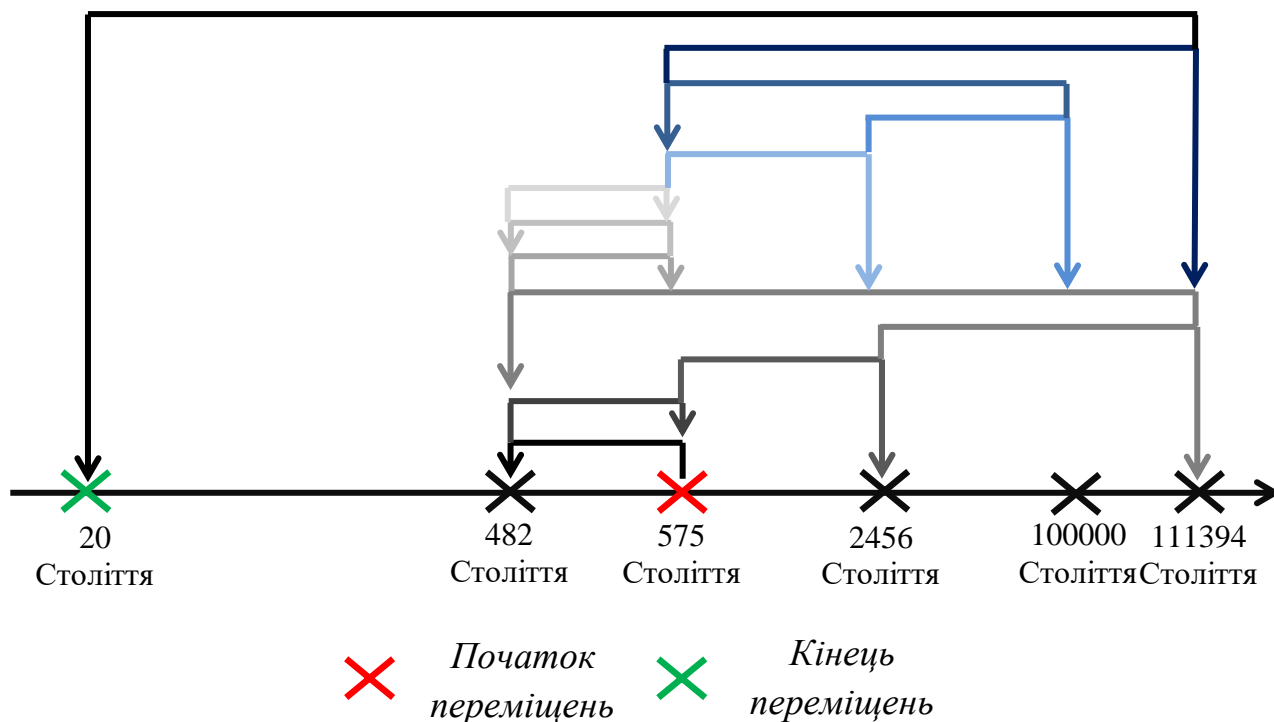 20
Століття
482
Століття
575
Століття
2456
Століття
100000
Століття
111394
Століття
Початок
переміщень
Кінець
переміщень